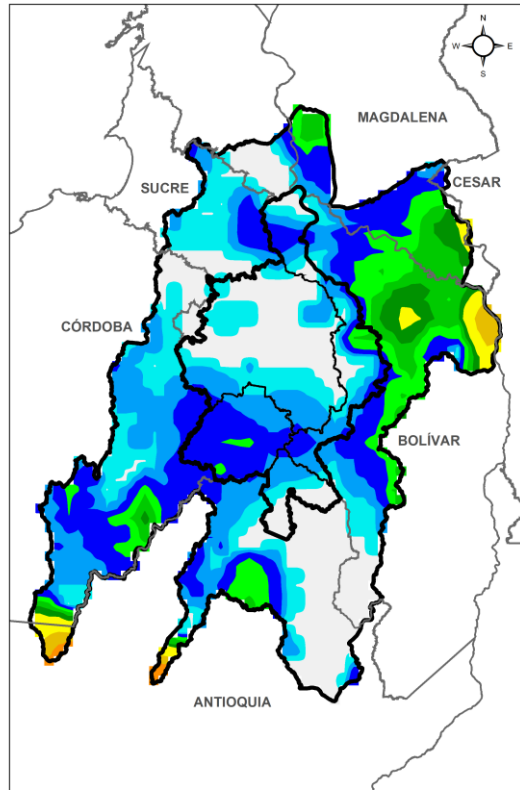 N
W E
S
MAGDALENA
CESAR
SUCRE
CÓRDOBA
BOLÍVAR
ANTIOQUIA